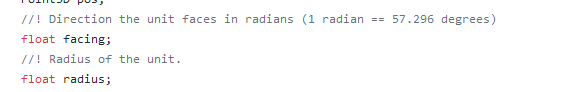 //! Direction the unit faces in radians (1 radian == 57.296 degrees)
float facing;
//! Radius of the unit.
float radius;